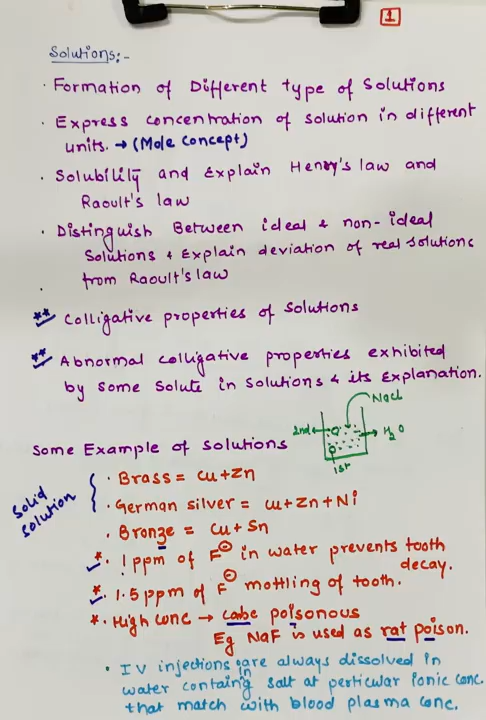 1
Solutions:-
· Formation of Different type of Solutions
· Express concentration of solution in different
units. → (Mole Concept)
· Solubility and Explain Henry's law and
Raoult's law
· Distinguish Between ideal & non-ideal
Solutions & Explain deviation of real solutions
from Raoult's law
** Colligative properties of Solutions
** Abnormal colligative properties exhibited
by some solute in solutions & its explanation.
NaCl
2nd
H2O
1st
Some Example of solutions
Solid
solution
· Brass = Cu+Zn
· German silver = Cu+Zn+Ni
· Bronze = Cu+Sn
* · 1 ppm of F⊖ in water prevents tooth
decay.
* · 1.5 ppm of F⊖ mottling of tooth.
* · High conc → cabe poisonous
Eg NaF is used as rat poison.
· IV injections are always dissolved in
water containing salt at perticular ionic conc.
that match with blood plasma conc.